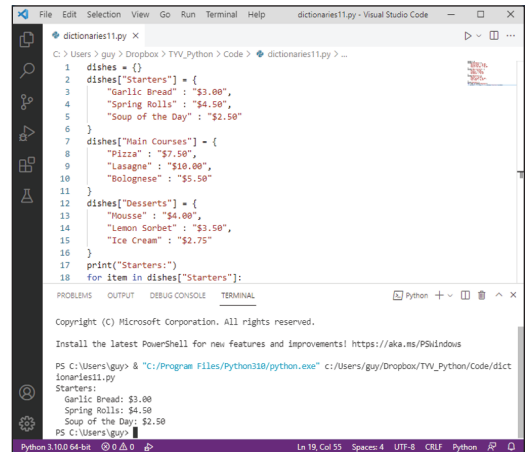 File Edit Selection View Go Run Terminal Help dictionaries11.py - Visual Studio Code
dictionaries11.py
C: > Users > guy > Dropbox > TYV_Python > Code > dictionaries11.py > ...
1 dishes = {}
2 dishes["Starters"] = {
3 "Garlic Bread" : "$3.00",
4 "Spring Rolls" : "$4.50",
5 "Soup of the Day" : "$2.50"
6 }
7 dishes["Main Courses"] = {
8 "Pizza" : "$7.50",
9 "Lasagne" : "$10.00",
10 "Bolognese" : "$5.50"
11 }
12 dishes["Desserts"] = {
13 "Mousse" : "$4.00",
14 "Lemon Sorbet" : "$3.50",
15 "Ice Cream" : "$2.75"
16 }
17 print("Starters:")
18 for item in dishes["Starters"]:
PROBLEMS OUTPUT DEBUG CONSOLE TERMINAL Python
Copyright (C) Microsoft Corporation. All rights reserved.
Install the latest PowerShell for new features and improvements! https://aka.ms/PSWindows
PS C:\Users\guy> & "C:/Program Files/Python310/python.exe" c:/Users/guy/Dropbox/TYV_Python/Code/dict
ionaries11.py
Starters:
Garlic Bread: $3.00
Spring Rolls: $4.50
Soup of the Day: $2.50
PS C:\Users\guy>
Python 3.10.0 64-bit 0 0 Ln 19, Col 55 Spaces: 4 UTF-8 CRLF Python